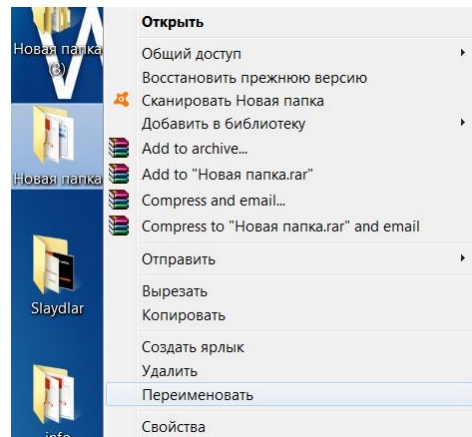 Новая папка
(3)
Новая папка
Slaydlar
info
Открыть
Общий доступ
Восстановить прежнюю версию
Сканировать Новая папка
Добавить в библиотеку
Add to archive...
Add to "Новая папка.rar"
Compress and email...
Compress to "Новая папка.rar" and email
Отправить
Вырезать
Копировать
Создать ярлык
Удалить
Переименовать
Свойства